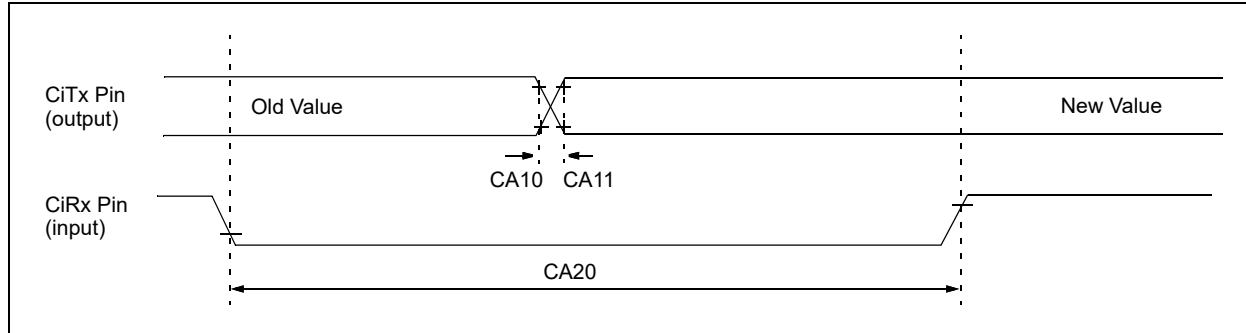 CiTx Pin
(output)
Old Value
New Value
CA10 CA11
CiRx Pin
(input)
CA20